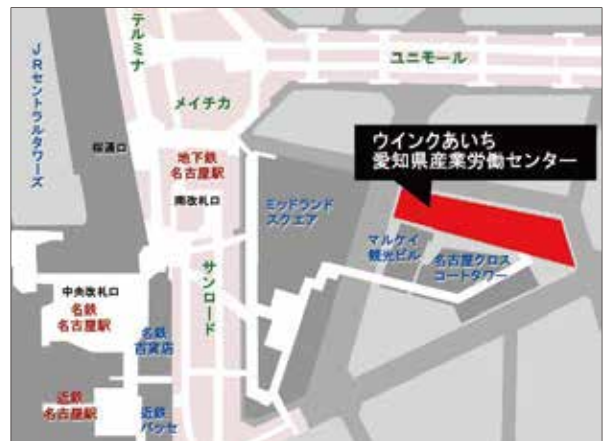 JRセントラルタワーズ
テルミナ
ユニモール
メイチカ
桜通口
地下鉄
名古屋駅
南改札口
ウインクあいち
愛知県産業労働センター
ミッドランド
スクエア
マルケイ
観光ビル
名古屋クロス
コートタワー
サンロード
中央改札口
名鉄
名古屋駅
名鉄
百貨店
近鉄
名古屋駅
近鉄
パッセ